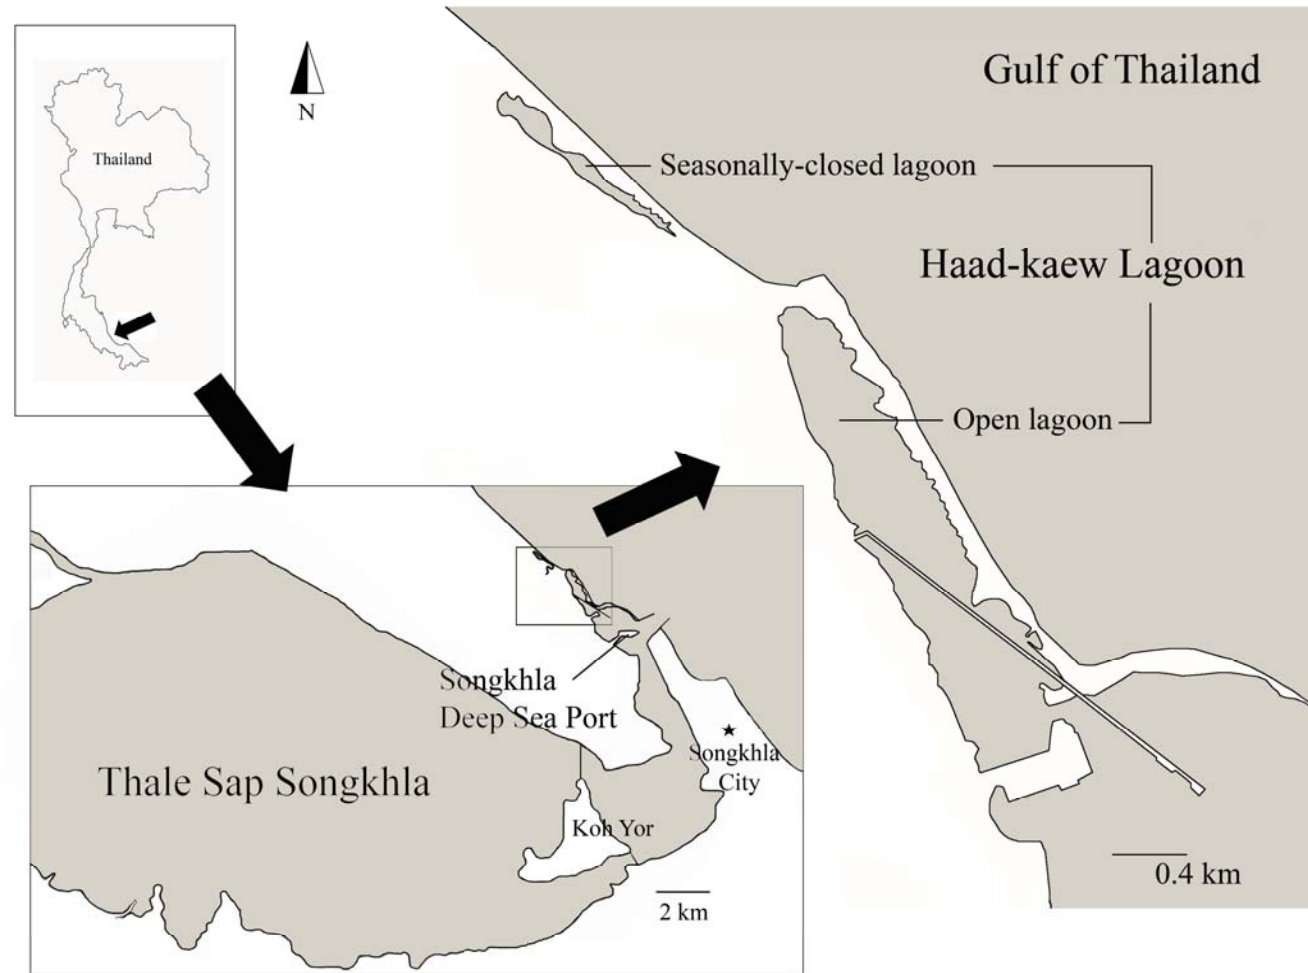 Gulf of Thailand
Thailand
N
Seasonally-closed lagoon
Haad-kaew Lagoon
Open lagoon
Songkhla
Deep Sea Port
Songkhla
City
Thale Sap Songkhla
Koh Yor
2 km
0.4 km